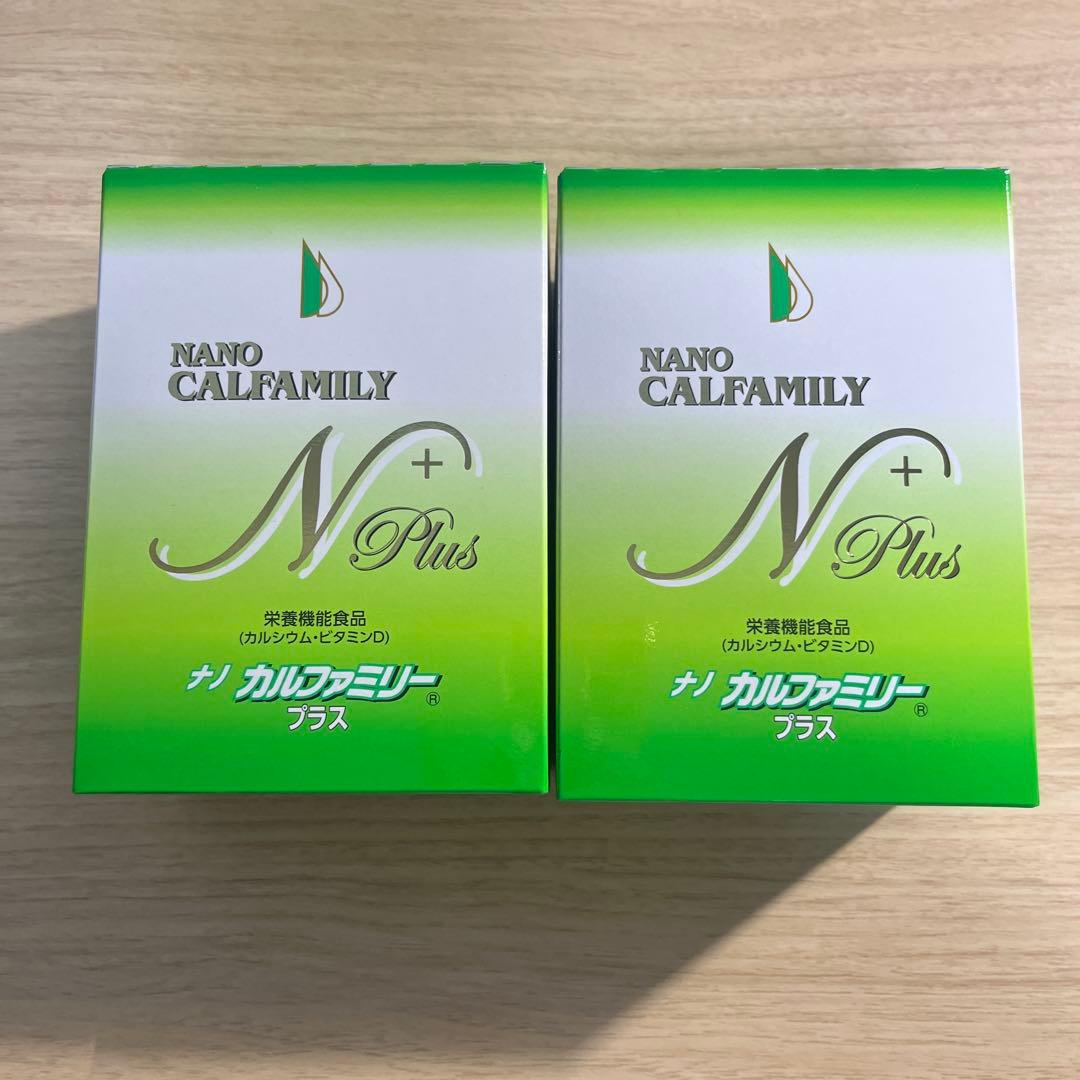 NANO
CALFAMILY
N+
Plus
栄養機能食品
(カルシウム・ビタミンD)
ナノ カルファミリー®
プラス
NANO
CALFAMILY
N+
Plus
栄養機能食品
(カルシウム・ビタミンD)
ナノ カルファミリー®
プラス